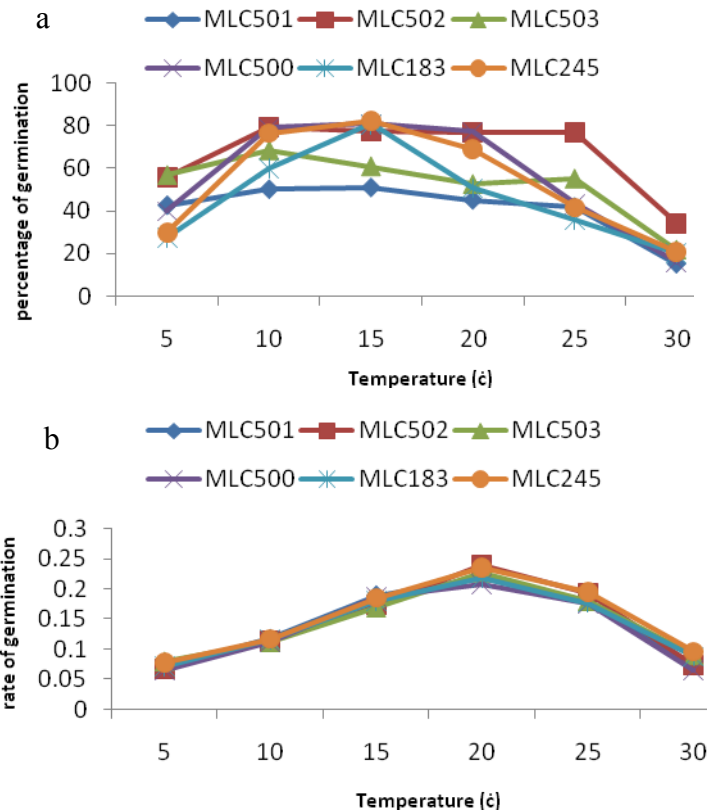 a
MLC501 MLC502 MLC503
MLC500 MLC183 MLC245
percentage of germination
100
80
60
40
20
0
5 10 15 20 25 30
Temperature (ċ)
b
MLC501 MLC502 MLC503
MLC500 MLC183 MLC245
rate of germination
0.3
0.25
0.2
0.15
0.1
0.05
0
5 10 15 20 25 30
Temperature (ċ)